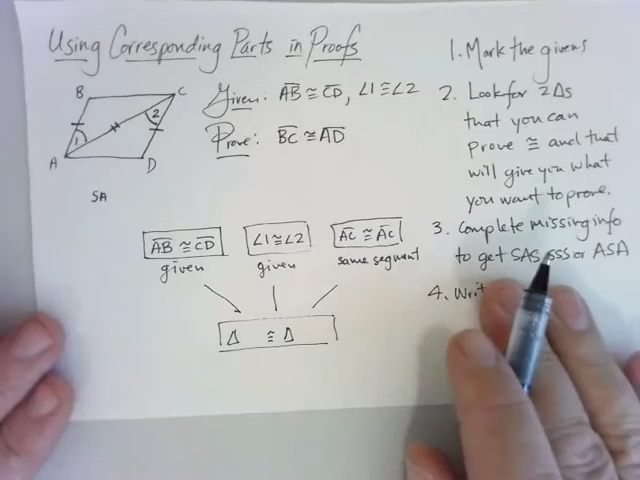 Using Corresponding Parts in Proofs
Given: AB ≅ CD, ∠1 ≅ ∠2
Prove: BC ≅ AD
B
C
2
1
A
D
SA
AB ≅ CD
given
∠1 ≅ ∠2
given
AC ≅ AC
same segment
Δ ≅ Δ
1. Mark the givens
2. Look for 2 Δs
that you can
prove ≅ and that
will give you what
you want to prove.
3. Complete missing info
to get SAS, SSS or ASA
4. Writ